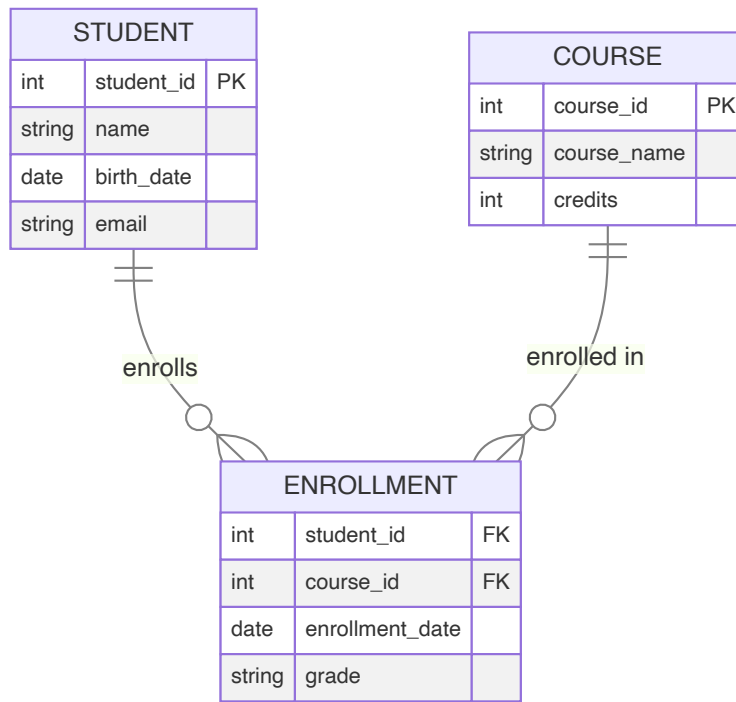 STUDENT
int student_id PK
string name
date birth_date
string email
COURSE
int course_id PK
string course_name
int credits
enrolls
enrolled in
ENROLLMENT
int student_id FK
int course_id FK
date enrollment_date
string grade